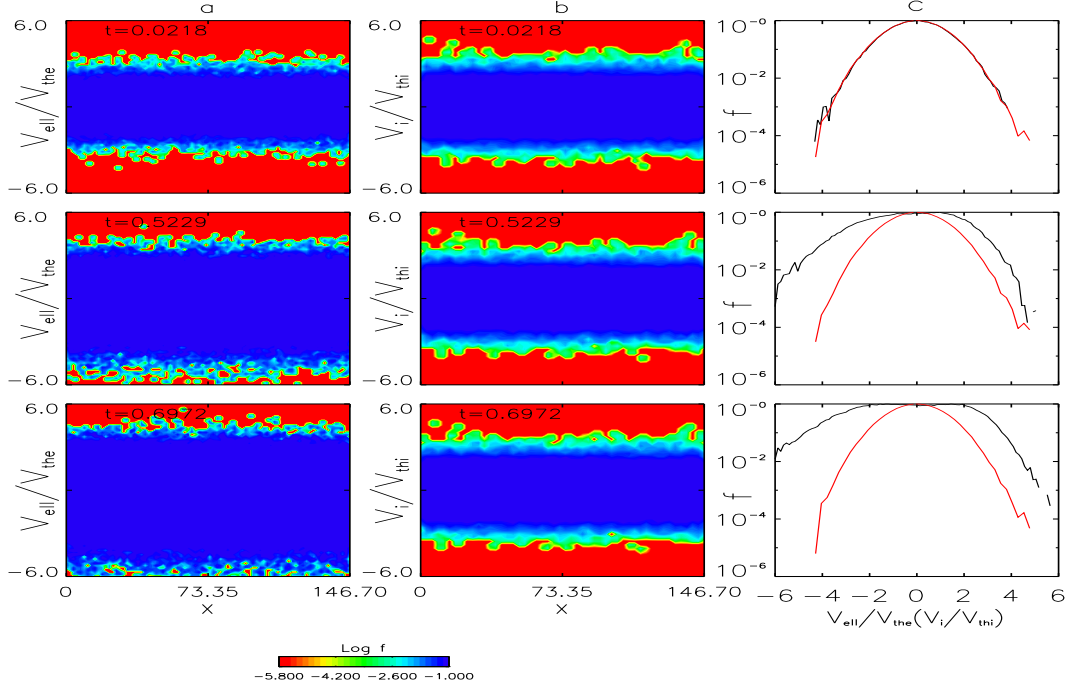 a b c
6.0 t=0.0218 6.0 t=0.0218 10^-0
V_ell/V_the V_i/V_thi f 10^-2
10^-4
-6.0 -6.0 10^-6
6.0 t=0.5229 6.0 t=0.5229 10^-0
V_ell/V_the V_i/V_thi f 10^-2
10^-4
-6.0 -6.0 10^-6
6.0 t=0.6972 6.0 t=0.6972 10^-0
V_ell/V_the V_i/V_thi f 10^-2
10^-4
-6.0 -6.0 10^-6
0 73.35 146.70 0 73.35 146.70 -6 -4 -2 0 2 4 6
x x V_ell/V_the(V_i/V_thi)
Log f
-5.800 -4.200 -2.600 -1.000